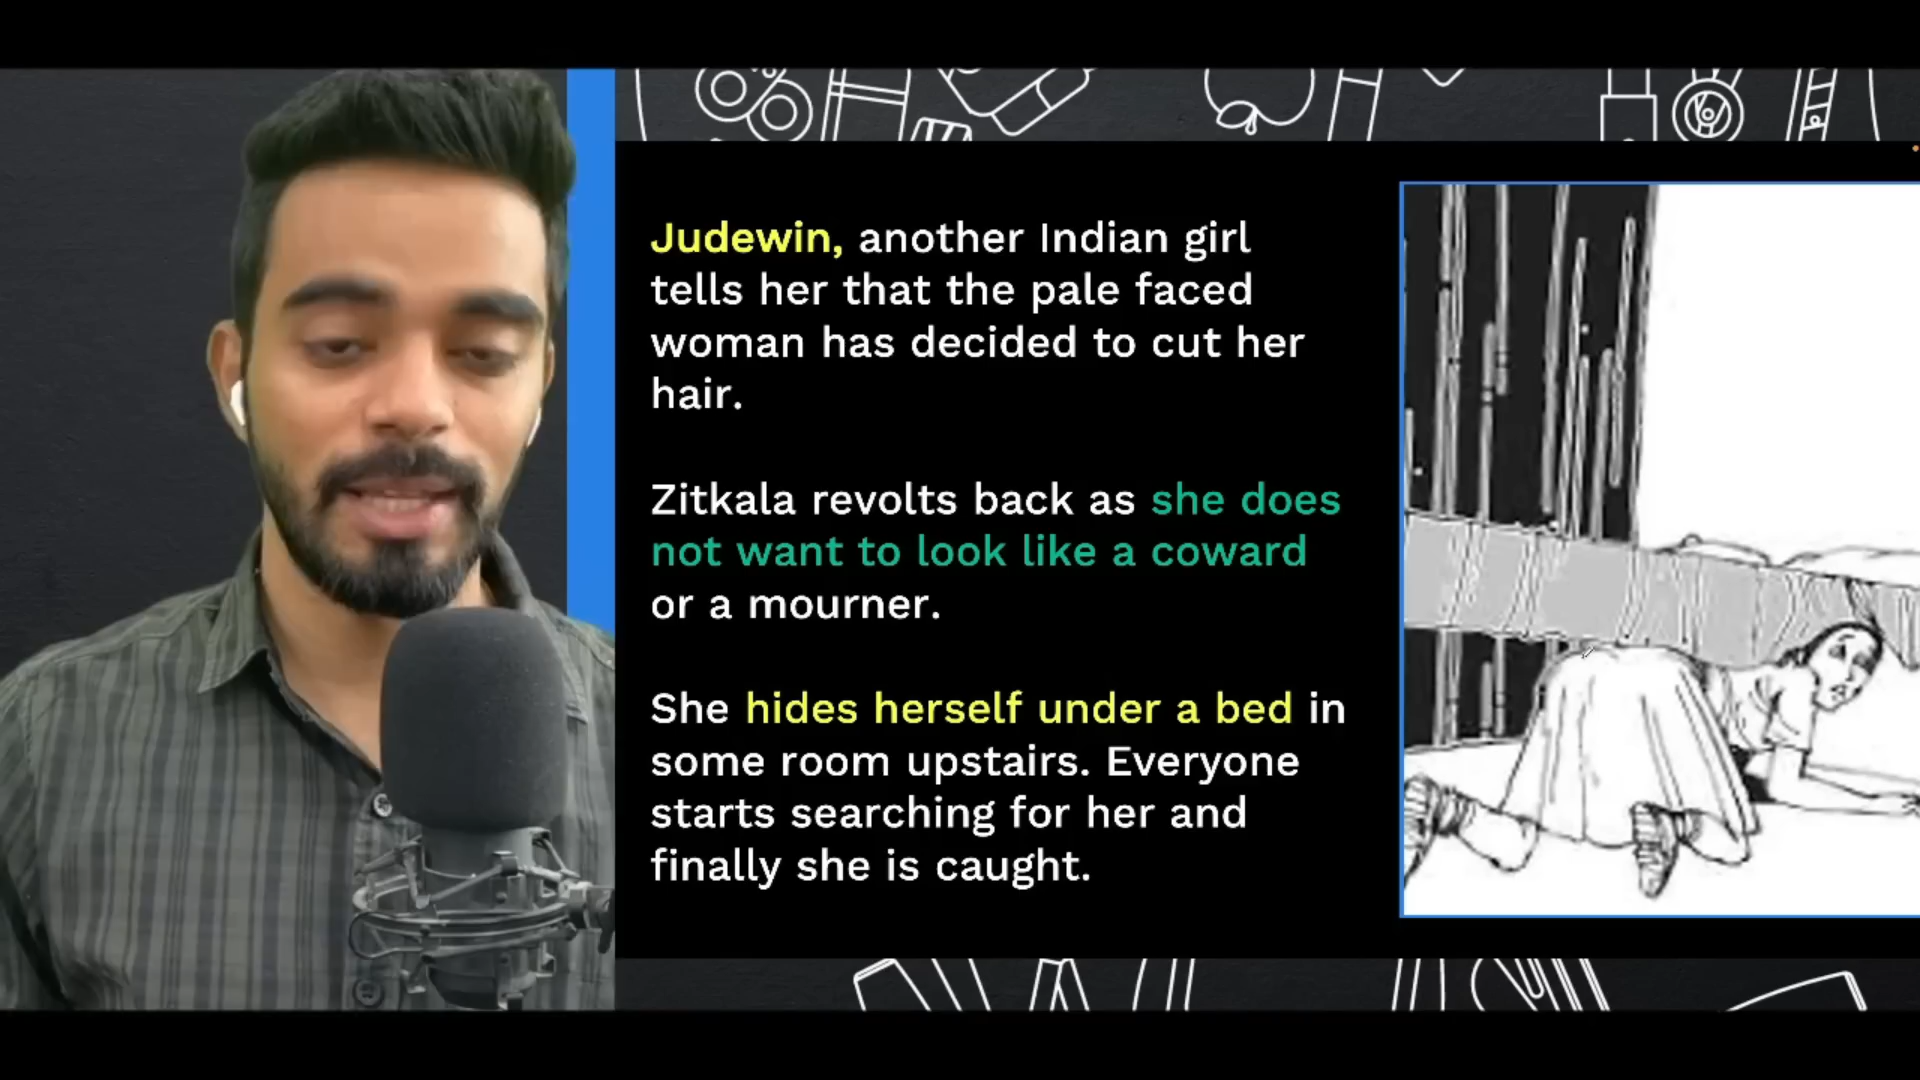 Judewin, another Indian girl
tells her that the pale faced
woman has decided to cut her
hair.
Zitkala revolts back as she does
not want to look like a coward
or a mourner.
She hides herself under a bed in
some room upstairs. Everyone
starts searching for her and
finally she is caught.